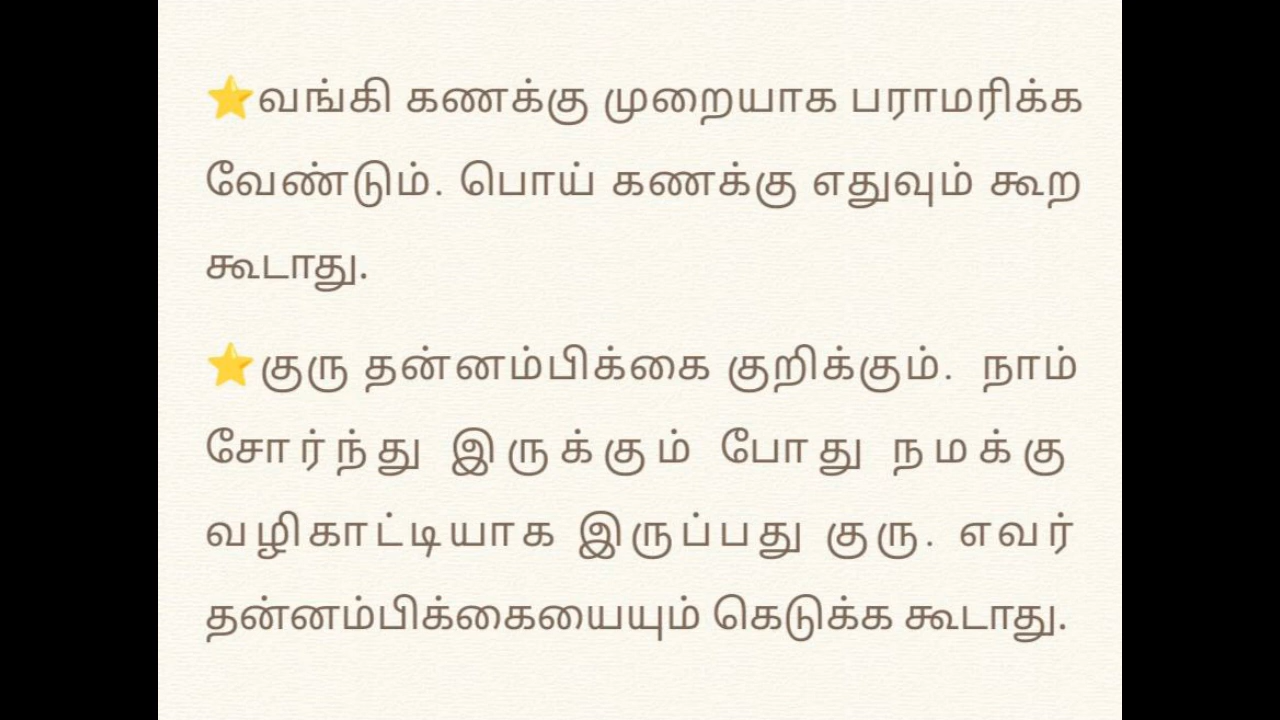 ⭐வங்கி கணக்கு முறையாக பராமரிக்க
வேண்டும். பொய் கணக்கு எதுவும் கூற
கூடாது.
⭐குரு தன்னம்பிக்கை குறிக்கும். நாம்
சோர்ந்து இருக்கும் போது நமக்கு
வழிகாட்டியாக இருப்பது குரு. எவர்
தன்னம்பிக்கையையும் கெடுக்க கூடாது.